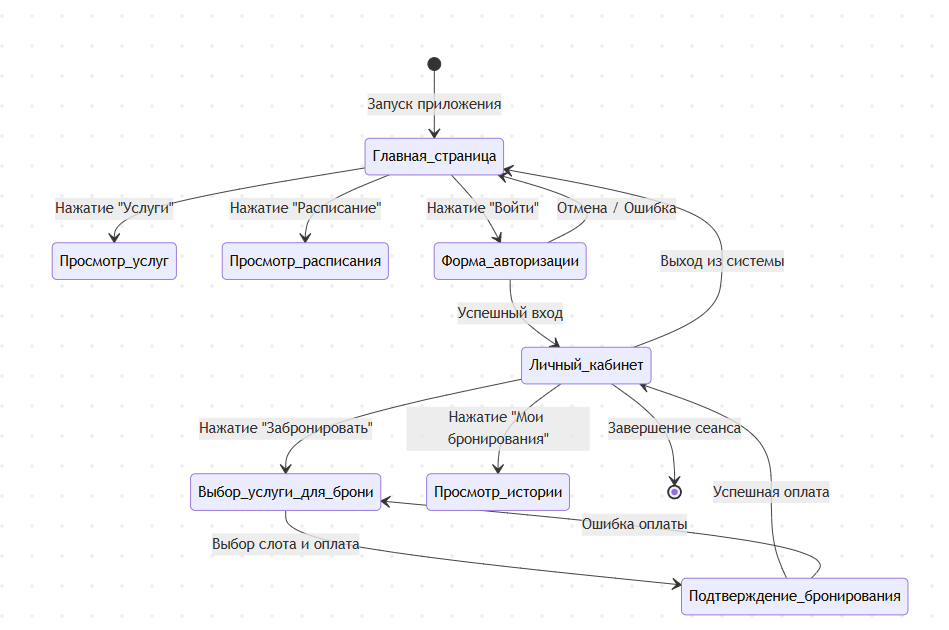 Запуск приложения
Главная_страница
Нажатие "Услуги"
Нажатие "Расписание"
Нажатие "Войти"
Отмена / Ошибка
Просмотр_услуг
Просмотр_расписания
Форма_авторизации
Выход из системы
Успешный вход
Личный_кабинет
Нажатие "Забронировать"
Нажатие "Мои
бронирования"
Завершение сеанса
Выбор_услуги_для_брони
Просмотр_истории
Успешная оплата
Ошибка оплаты
Выбор слота и оплата
Подтверждение_бронирования